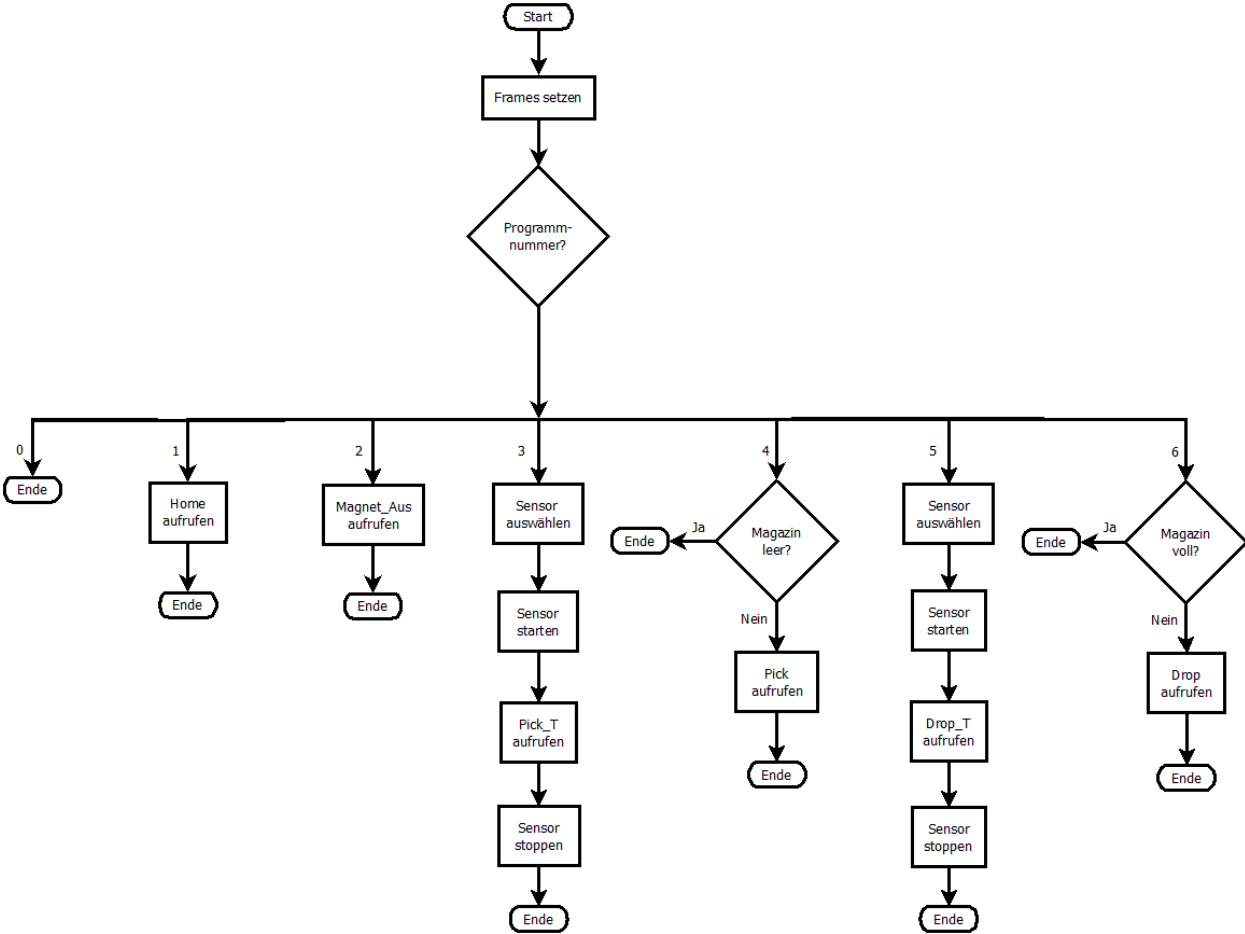 Start
Frames setzen
Programm-
nummer?
0
1
2
3
4
5
6
Ende
Home
aufrufen
Ende
Magnet_Aus
aufrufen
Ende
Sensor
auswählen
Sensor
starten
Pick_T
aufrufen
Sensor
stoppen
Ende
Magazin
leer?
Ja
Ende
Nein
Pick
aufrufen
Ende
Sensor
auswählen
Sensor
starten
Drop_T
aufrufen
Sensor
stoppen
Ende
Magazin
voll?
Ja
Ende
Nein
Drop
aufrufen
Ende